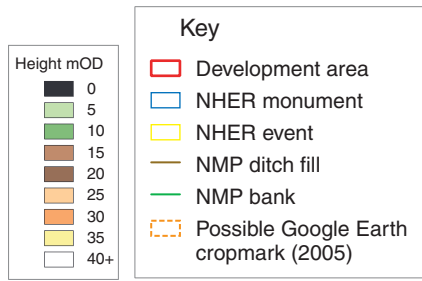 Height mOD
0
5
10
15
20
25
30
35
40+
Key
Development area
NHER monument
NHER event
NMP ditch fill
NMP bank
Possible Google Earth
cropmark (2005)